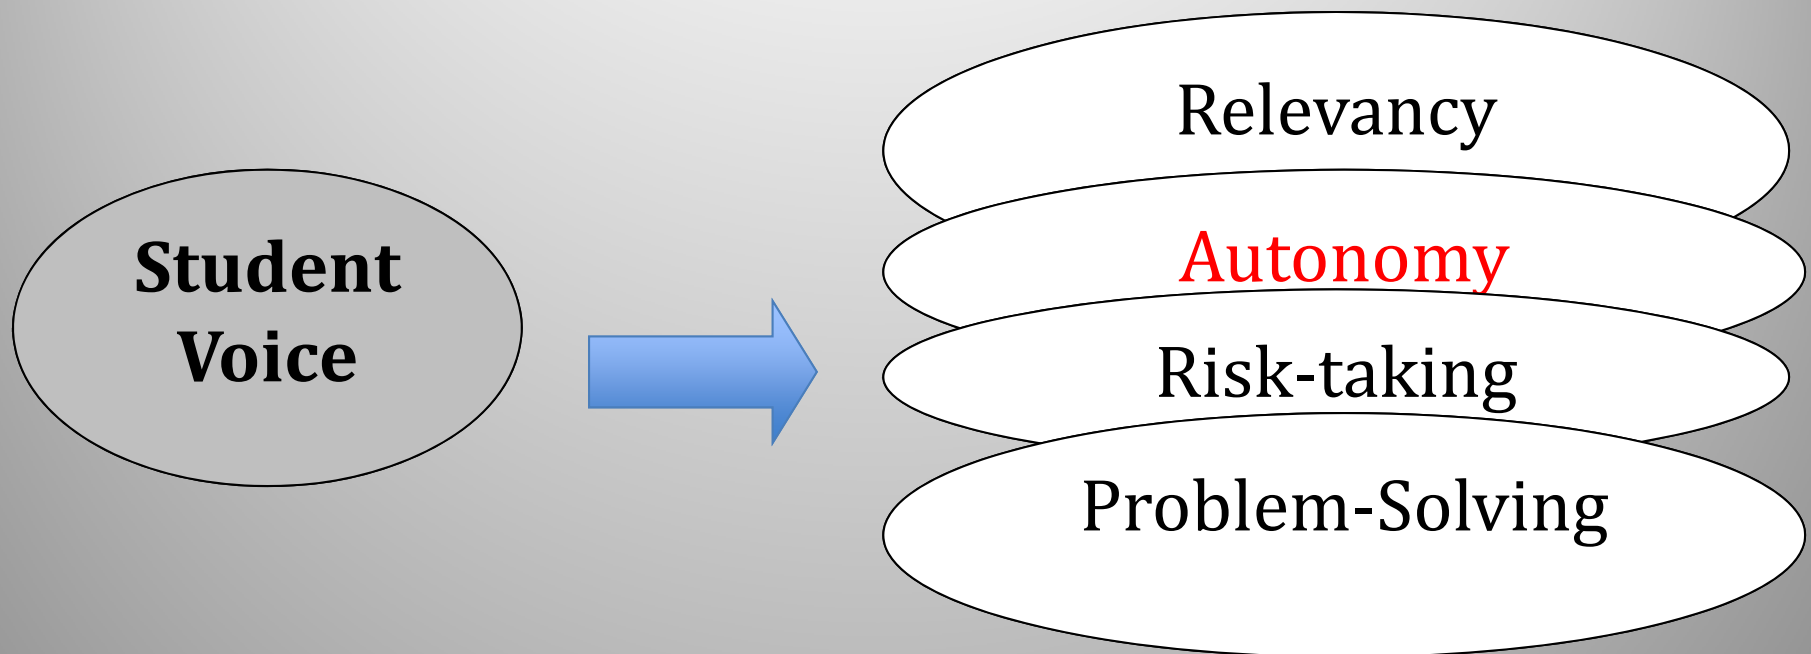 Student
Voice
Relevancy
Autonomy
Risk-taking
Problem-Solving